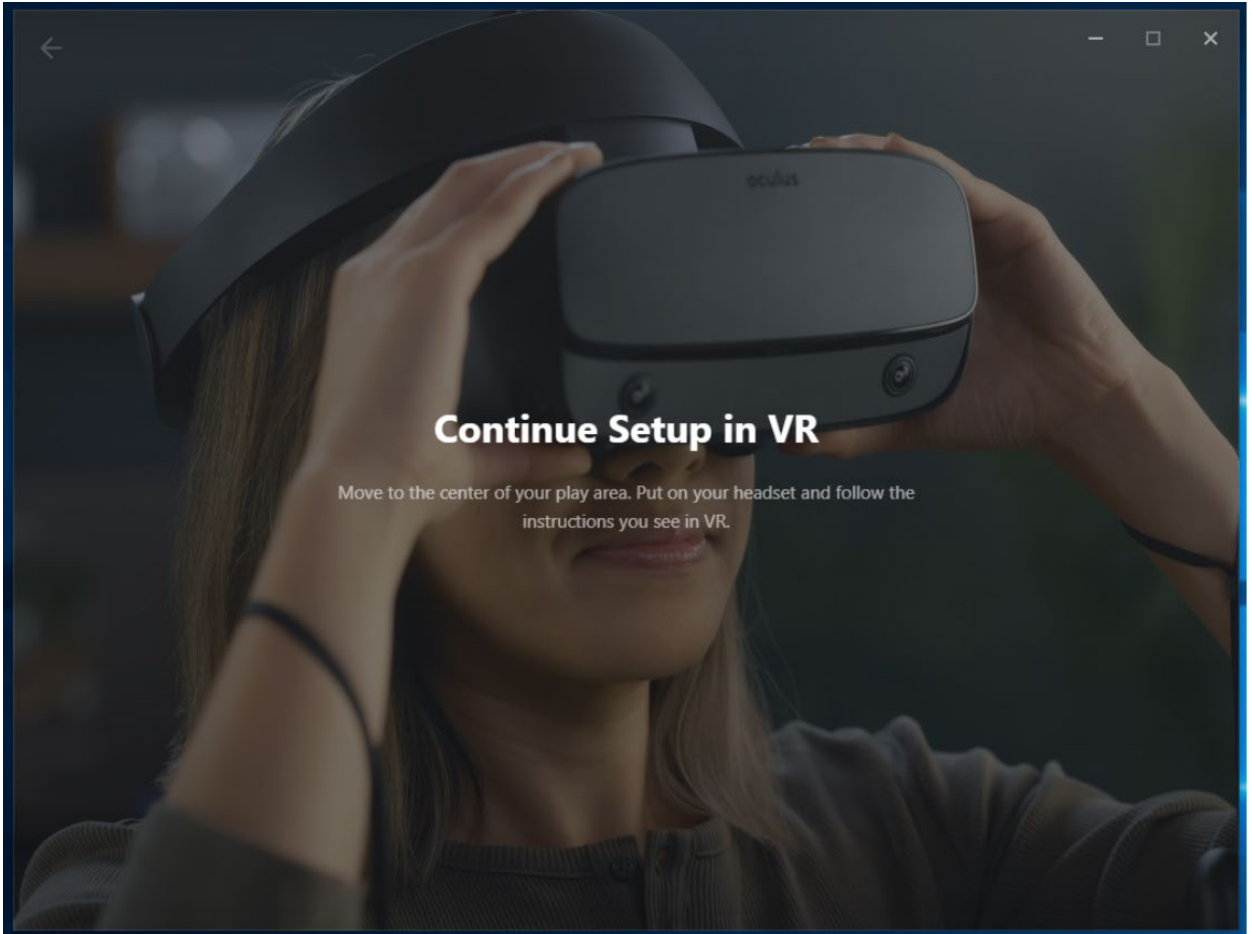 oculus
Continue Setup in VR
Move to the center of your play area. Put on your headset and follow the
instructions you see in VR.